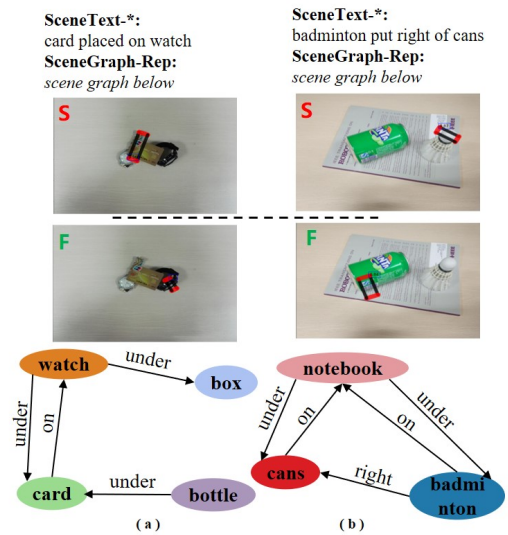 SceneText-*:
card placed on watch
SceneGraph-Rep:
scene graph below
S
F
watch
under
box
under
on
card
under
bottle
( a )
SceneText-*:
badminton put right of cans
SceneGraph-Rep:
scene graph below
S
F
notebook
under
on
on
under
cans
right
badmi
nton
( b )